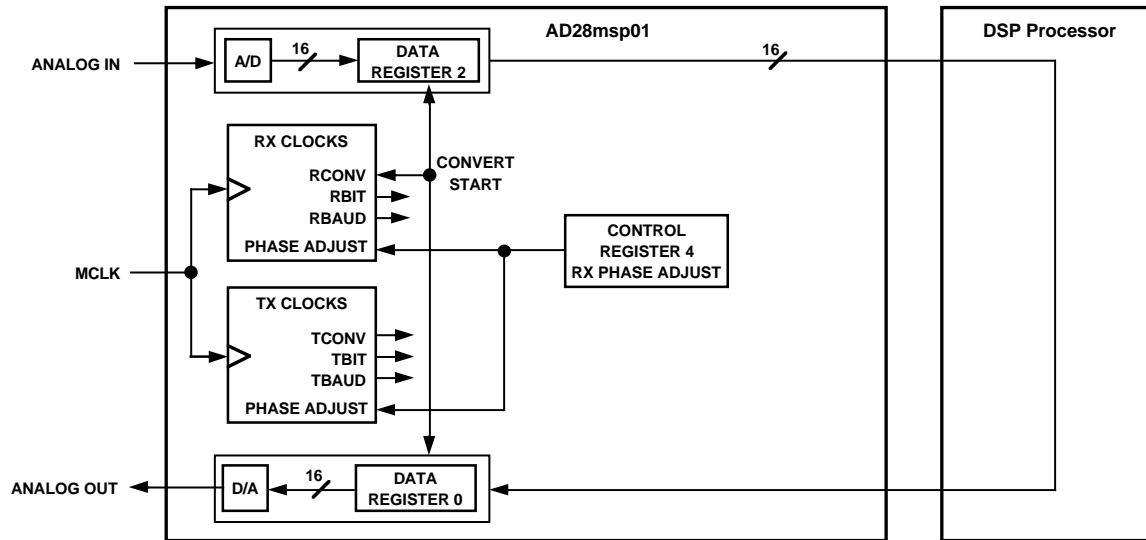 AD28msp01
DSP Processor
ANALOG IN
A/D
16
DATA
REGISTER 2
16
RX CLOCKS
RCONV
RBIT
RBAUD
PHASE ADJUST
CONVERT
START
CONTROL
REGISTER 4
RX PHASE ADJUST
MCLK
TX CLOCKS
TCONV
TBIT
TBAUD
PHASE ADJUST
ANALOG OUT
D/A
16
DATA
REGISTER 0